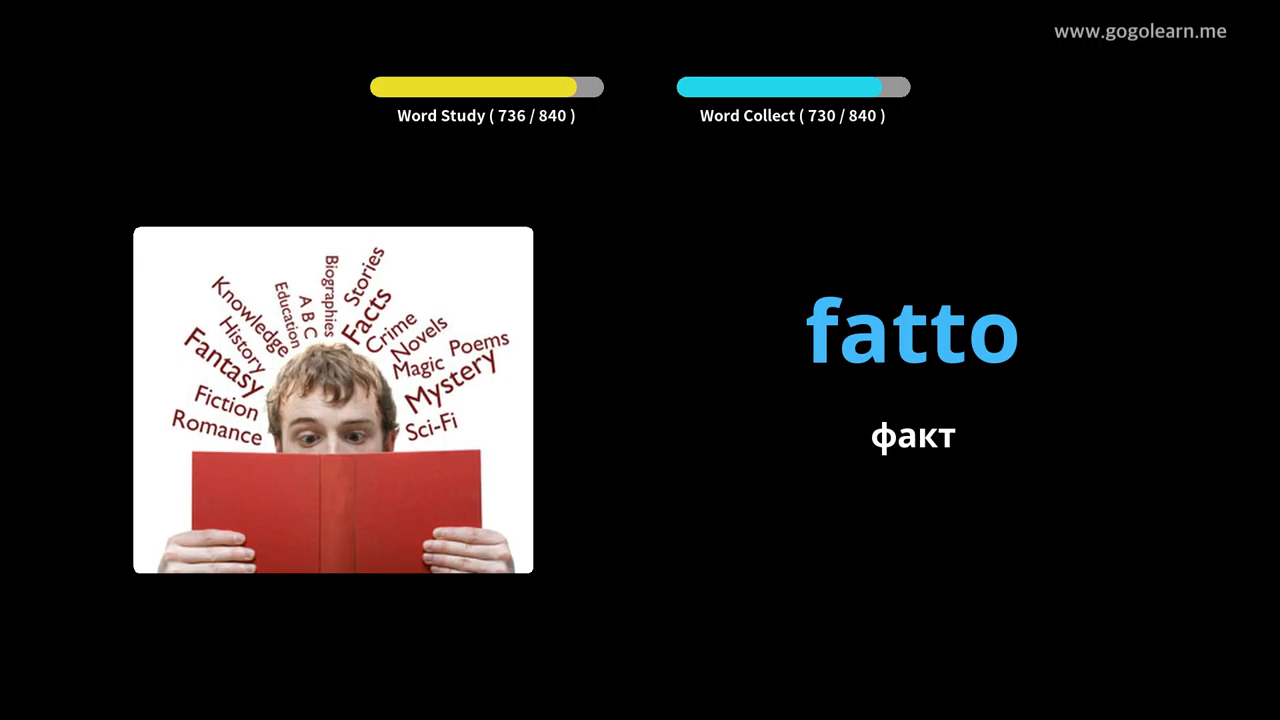 www.gogolearn.me
Word Study ( 736 / 840 )
Word Collect ( 730 / 840 )
Biographies
Stories
Education
A B C
Facts
Knowledge
History
Crime
Novels
Fantasy
Magic
Poems
Mystery
Fiction
Romance
Sci-Fi
fatto
факт